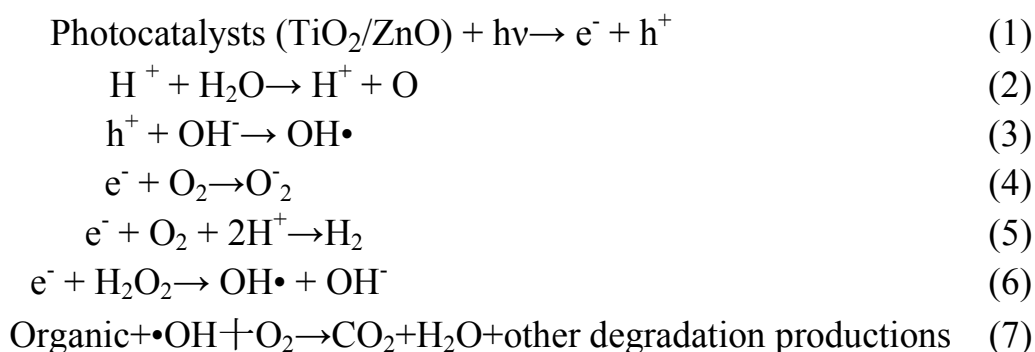 Photocatalysts (TiO₂/ZnO) + hν→ e⁻ + h⁺ (1)
H ⁺ + H₂O→ H⁺ + O (2)
h⁺ + OH⁻→ OH• (3)
e⁻ + O₂→O⁻₂ (4)
e⁻ + O₂ + 2H⁺→H₂ (5)
e⁻ + H₂O₂→ OH• + OH⁻ (6)
Organic+•OH+O₂→CO₂+H₂O+other degradation productions (7)